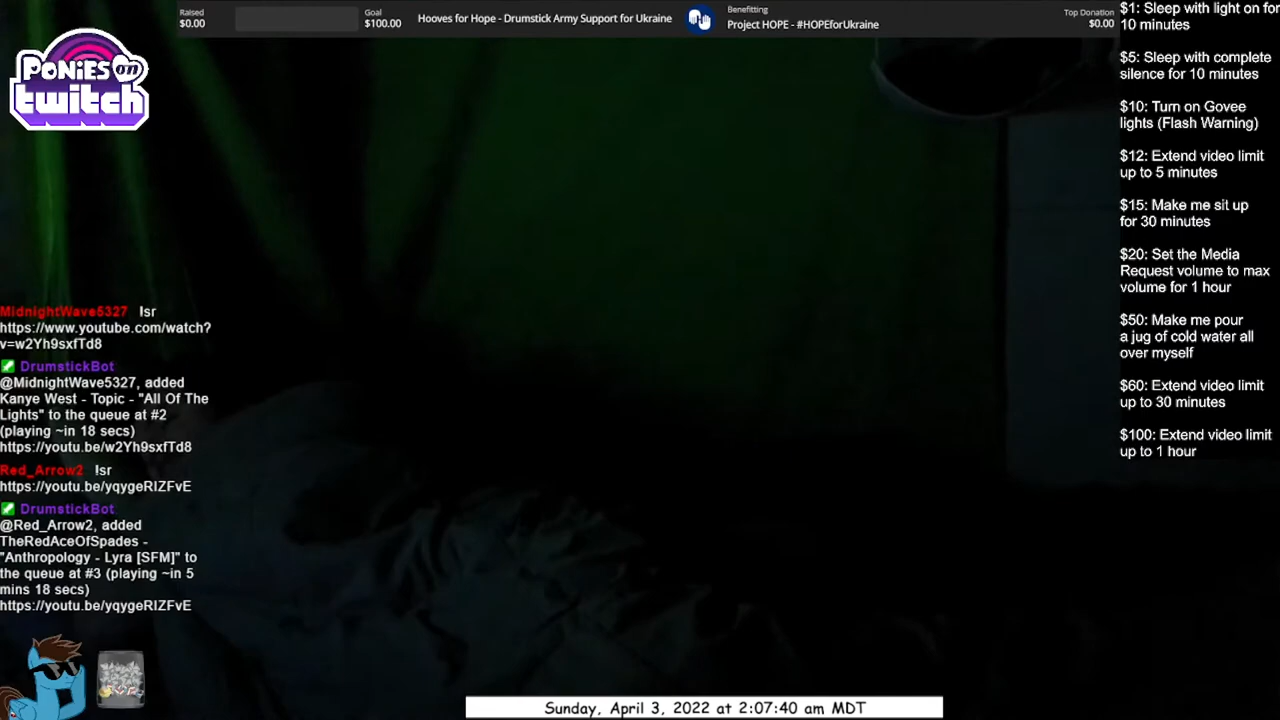 Raised
$0.00
Goal
$100.00
Hooves for Hope - Drumstick Army Support for Ukraine
Benefitting
Project HOPE - #HOPEforUkraine
Top Donation
$0.00
PONiES on
twitch
$1: Sleep with light on for
10 minutes
$5: Sleep with complete
silence for 10 minutes
$10: Turn on Govee
lights (Flash Warning)
$12: Extend video limit
up to 5 minutes
$15: Make me sit up
for 30 minutes
$20: Set the Media
Request volume to max
volume for 1 hour
$50: Make me pour
a jug of cold water all
over myself
$60: Extend video limit
up to 30 minutes
$100: Extend video limit
up to 1 hour
MidnightWave5327 !sr
https://www.youtube.com/watch?
v=w2Yh9sxfTd8
DrumstickBot
@MidnightWave5327, added
Kanye West - Topic - "All Of The
Lights" to the queue at #2
(playing ~in 18 secs)
https://youtu.be/w2Yh9sxfTd8
Red_Arrow2 !sr
https://youtu.be/yqygeRIZFvE
DrumstickBot
@Red_Arrow2, added
TheRedAceOfSpades -
"Anthropology - Lyra [SFM]" to
the queue at #3 (playing ~in 5
mins 18 secs)
https://youtu.be/yqygeRIZFvE
Sunday, April 3, 2022 at 2:07:40 am MDT